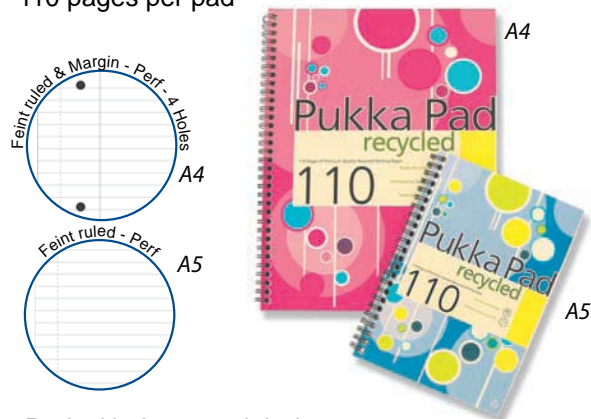 110 pages per pad
Feint ruled & Margin - Perf - 4 Holes
A4
Feint ruled - Perf
A5
A4
Pukka Pad
recycled
110
Pukka Pad
recycled
110
A5